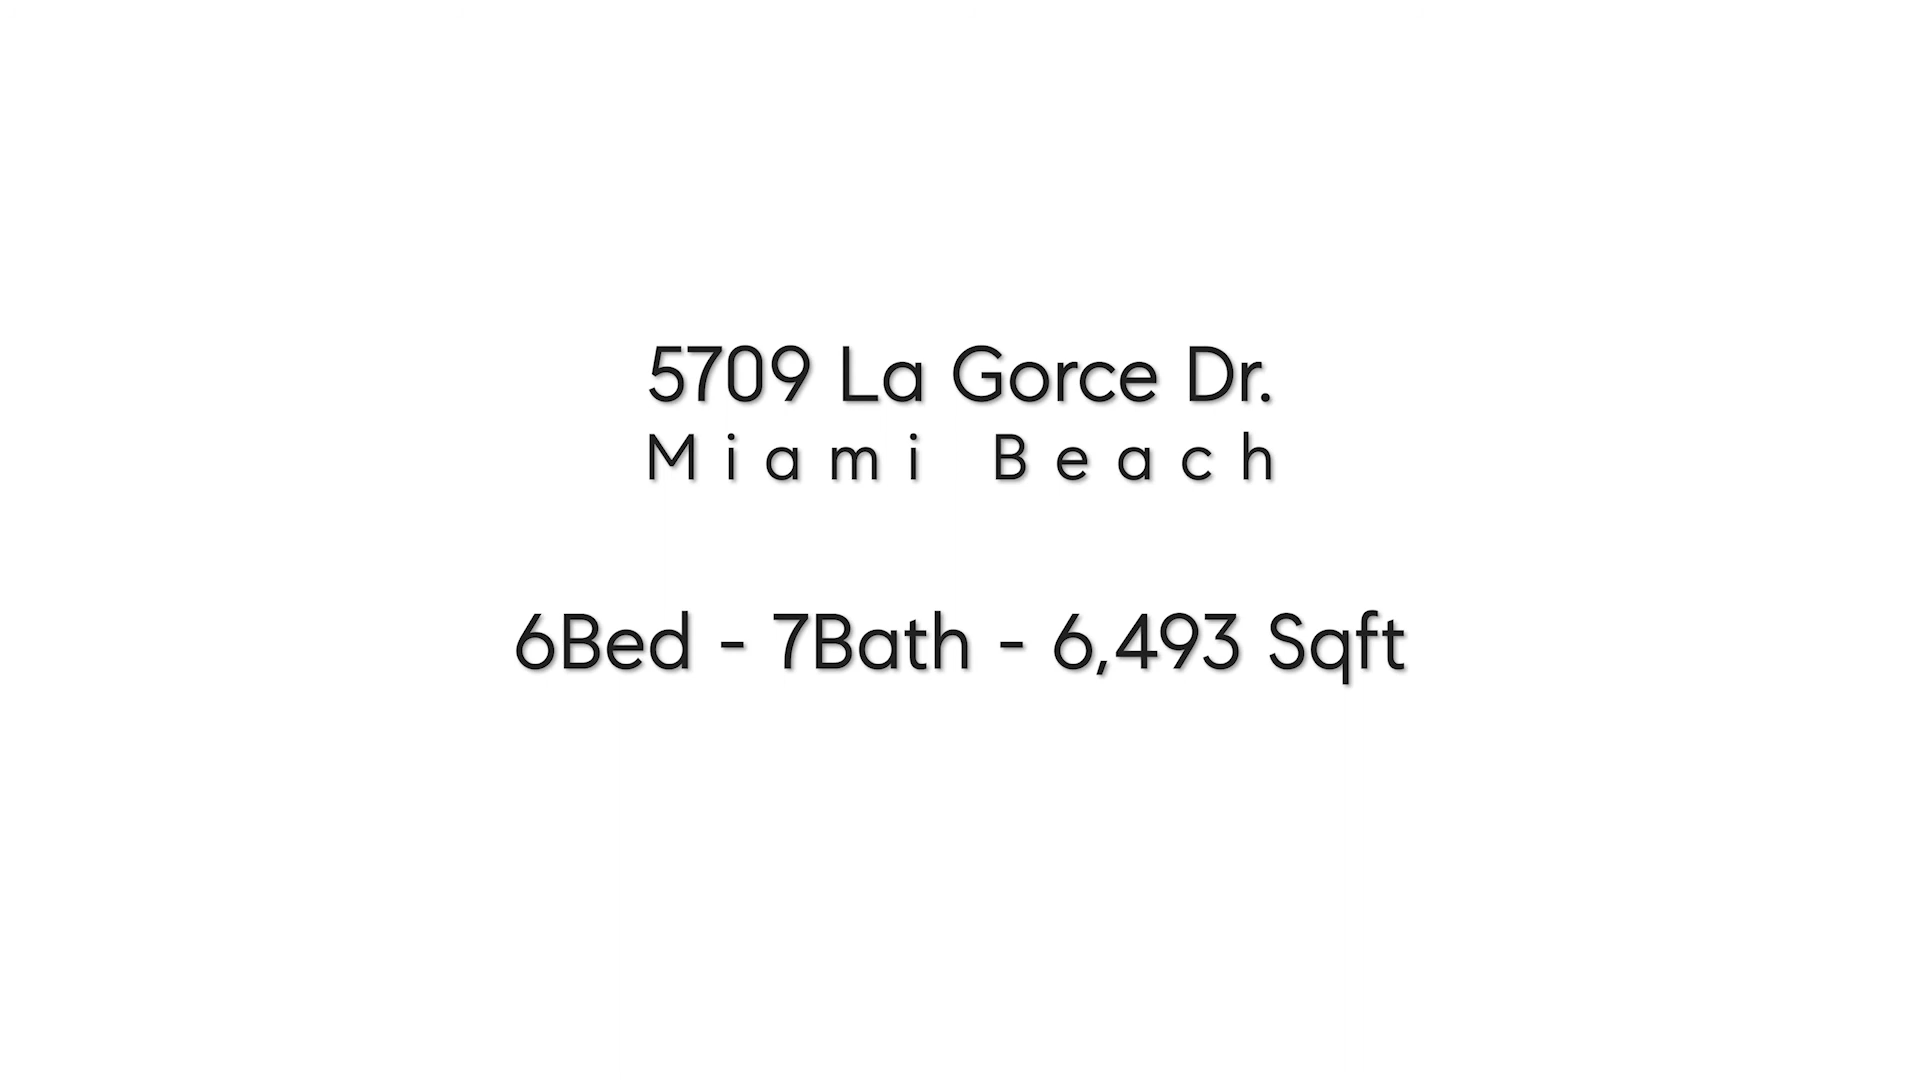 5709 La Gorce Dr.
Miami Beach
6Bed - 7Bath - 6,493 Sqft